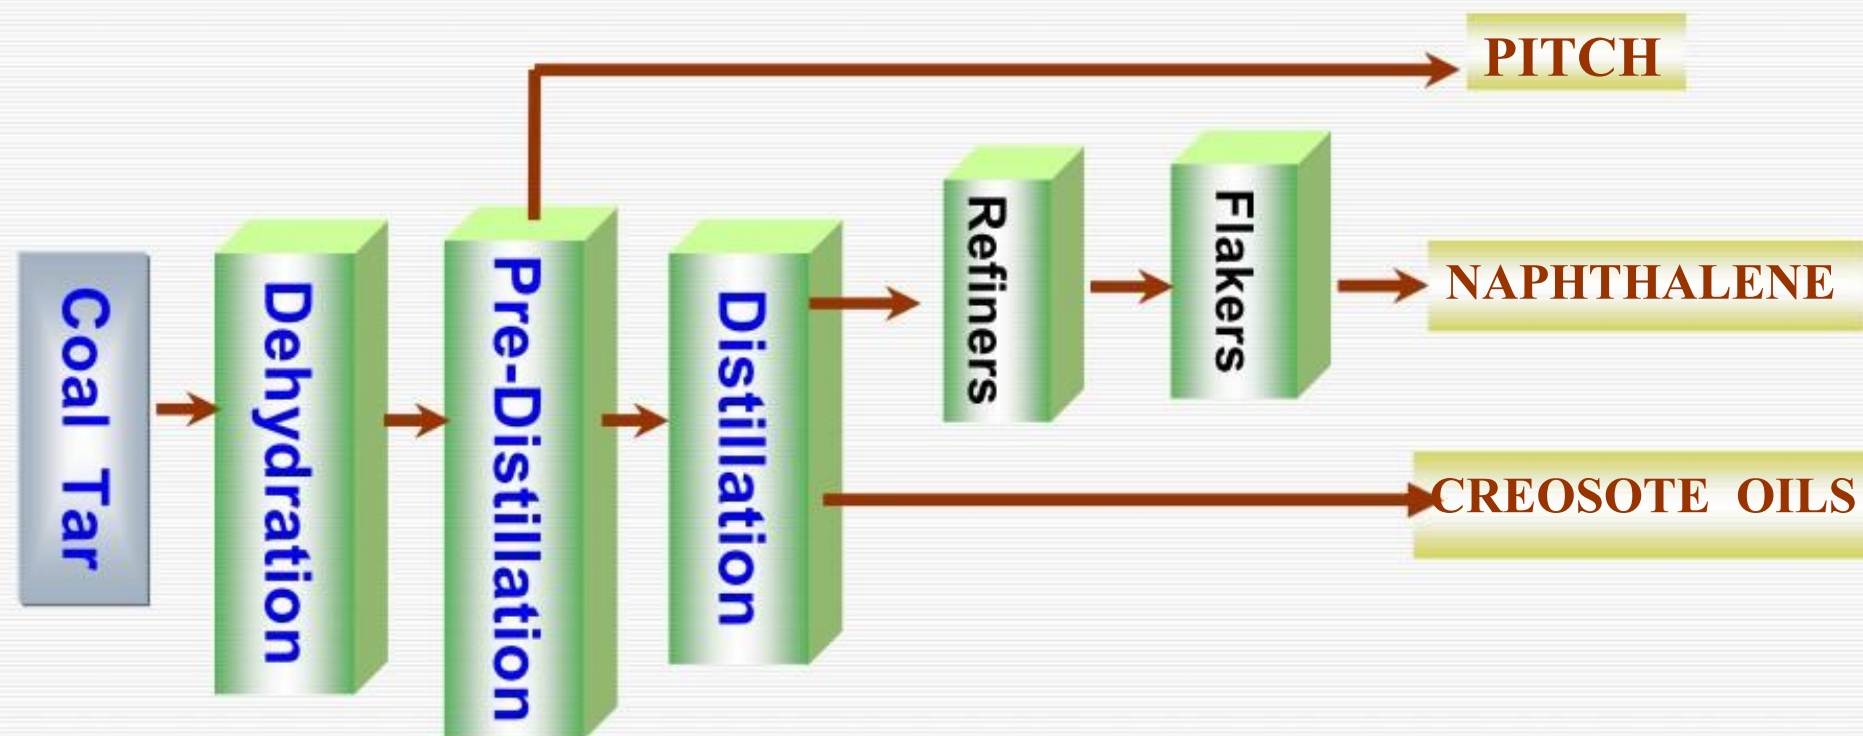 PITCH
Coal Tar
Dehydration
Pre-Distillation
Distillation
Refiners
Flakers
NAPHTHALENE
CREOSOTE OILS